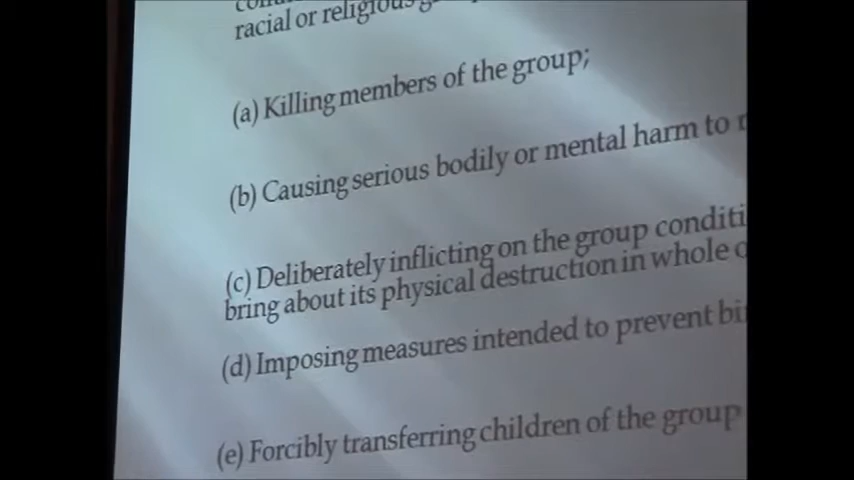 racial or religious
(a) Killing members of the group;
(b) Causing serious bodily or mental harm to
(c) Deliberately inflicting on the group conditi
bring about its physical destruction in whole
(d) Imposing measures intended to prevent
(e) Forcibly transferring children of the group